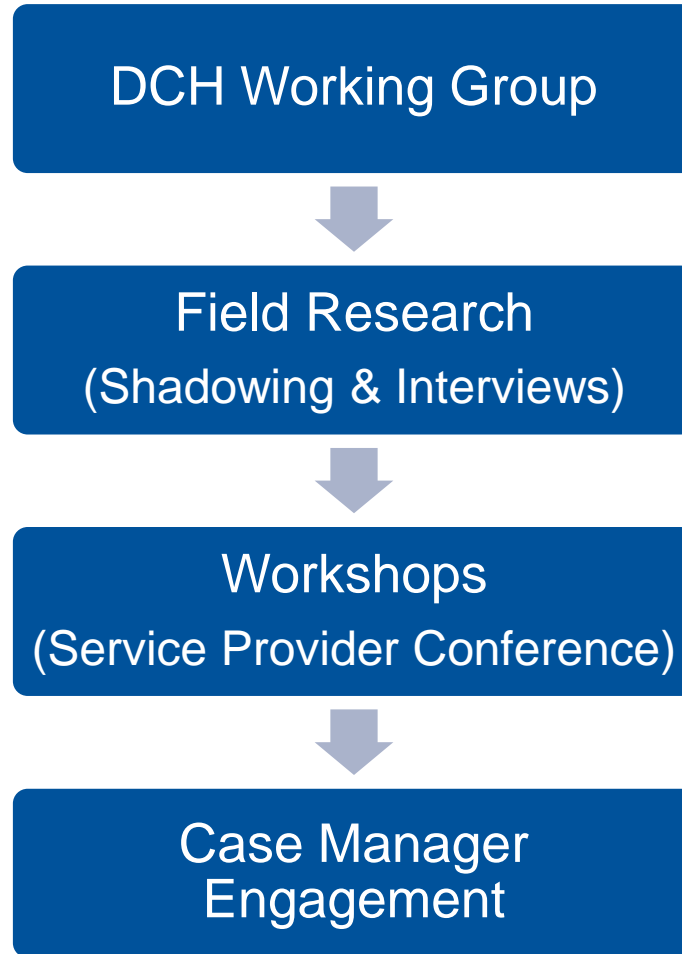 DCH Working Group
Field Research
(Shadowing & Interviews)
Workshops
(Service Provider Conference)
Case Manager
Engagement